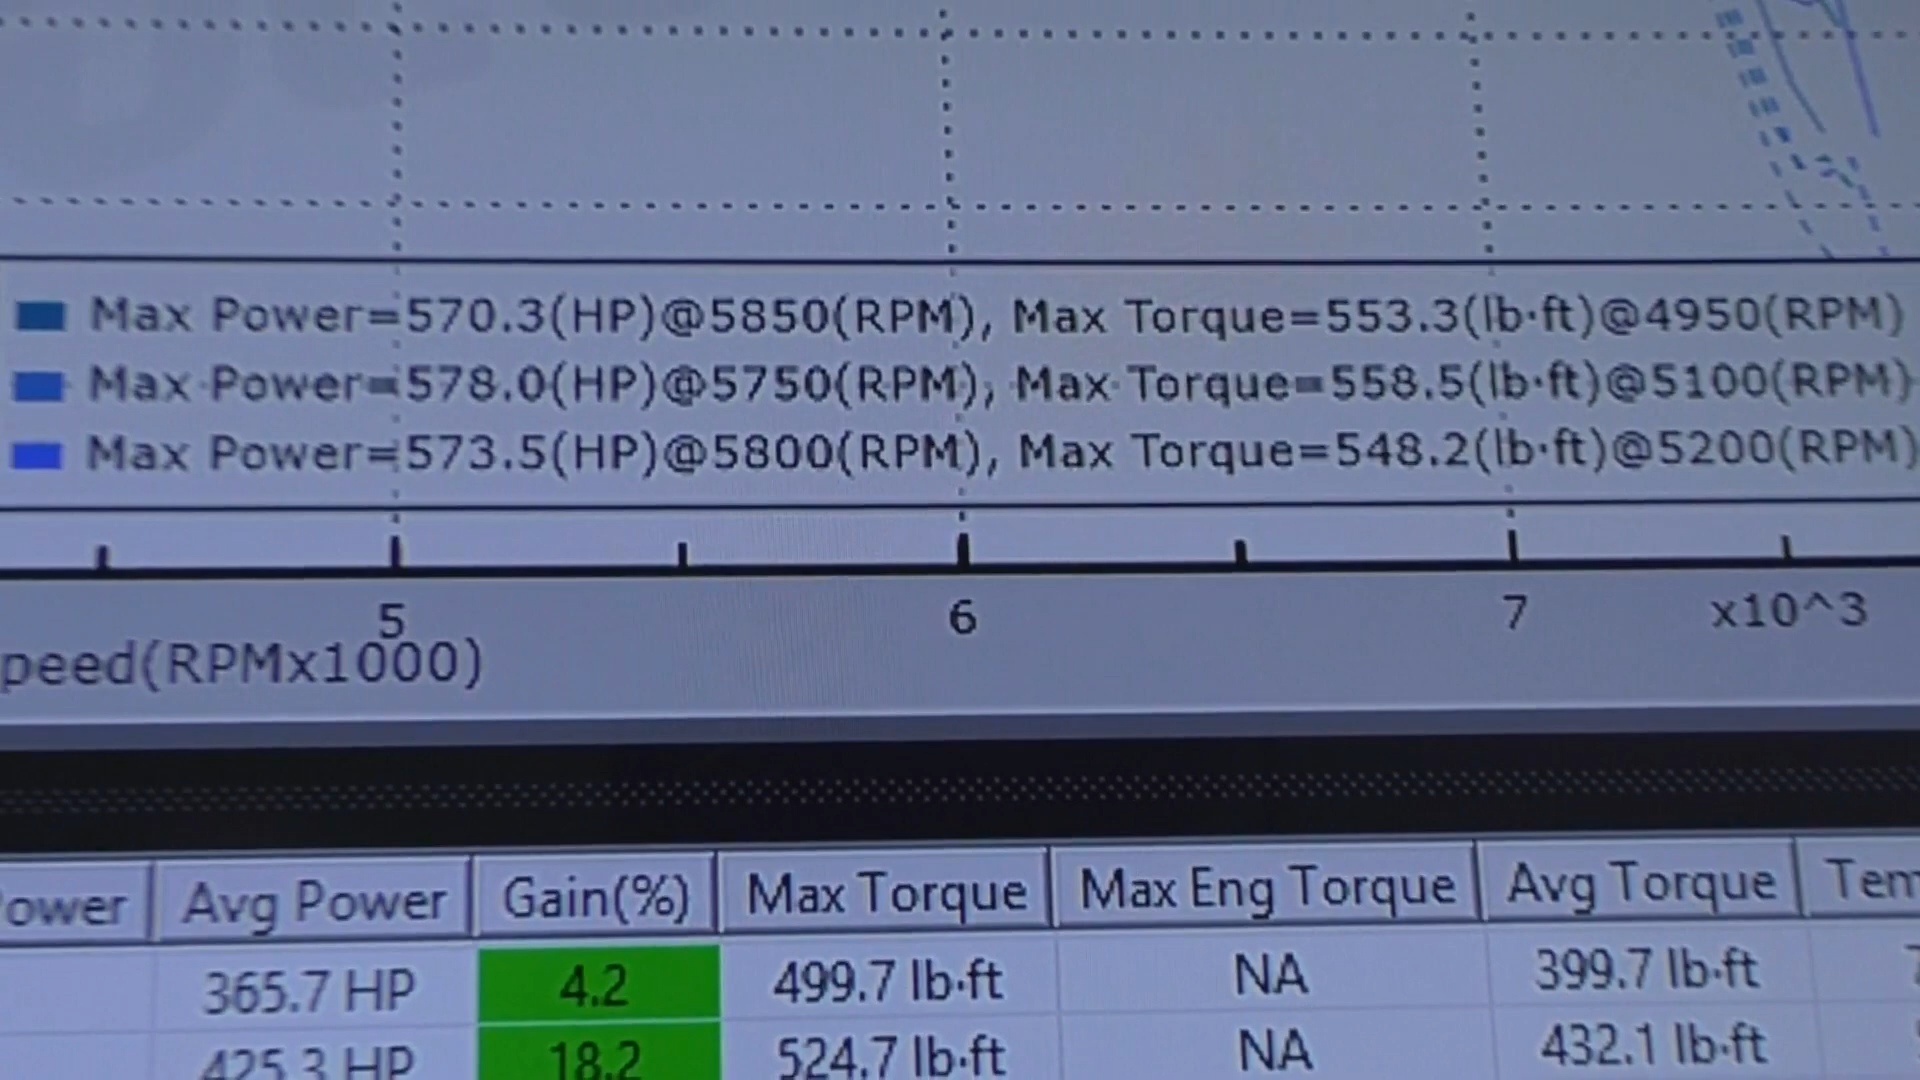 Max Power=570.3(HP)@5850(RPM), Max Torque=553.3(lb·ft)@4950(RPM)
Max Power=578.0(HP)@5750(RPM), Max Torque=558.5(lb·ft)@5100(RPM)
Max Power=573.5(HP)@5800(RPM), Max Torque=548.2(lb·ft)@5200(RPM)
5 6 7 x10^3
peed(RPMx1000)
ower Avg Power Gain(%) Max Torque Max Eng Torque Avg Torque Tem
365.7 HP 4.2 499.7 lb·ft NA 399.7 lb·ft
425.3 HP 18.2 524.7 lb·ft NA 432.1 lb·ft